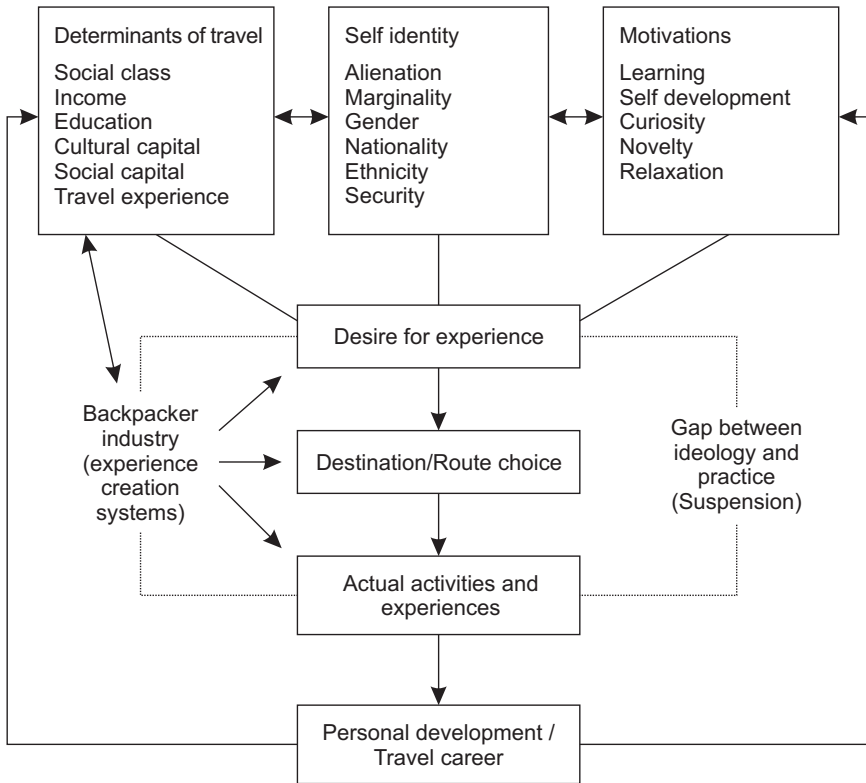 Determinants of travel
Social class
Income
Education
Cultural capital
Social capital
Travel experience
Self identity
Alienation
Marginality
Gender
Nationality
Ethnicity
Security
Motivations
Learning
Self development
Curiosity
Novelty
Relaxation
Desire for experience
Backpacker
industry
(experience
creation
systems)
Destination/Route choice
Gap between
ideology and
practice
(Suspension)
Actual activities and
experiences
Personal development /
Travel career